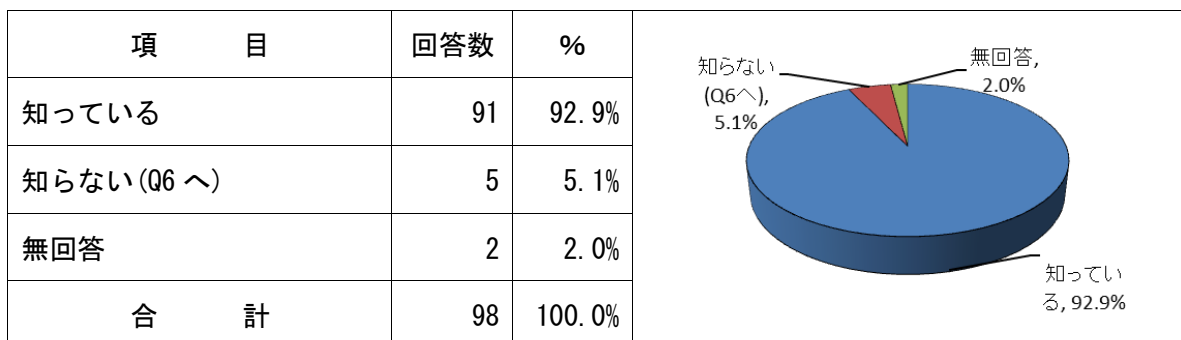 項　　　目 回答数 %
知っている 91 92.9%
知らない(Q6 へ) 5 5.1%
無回答 2 2.0%
合　　　計 98 100.0%
知らない
(Q6へ),
5.1%
無回答,
2.0%
知ってい
る, 92.9%